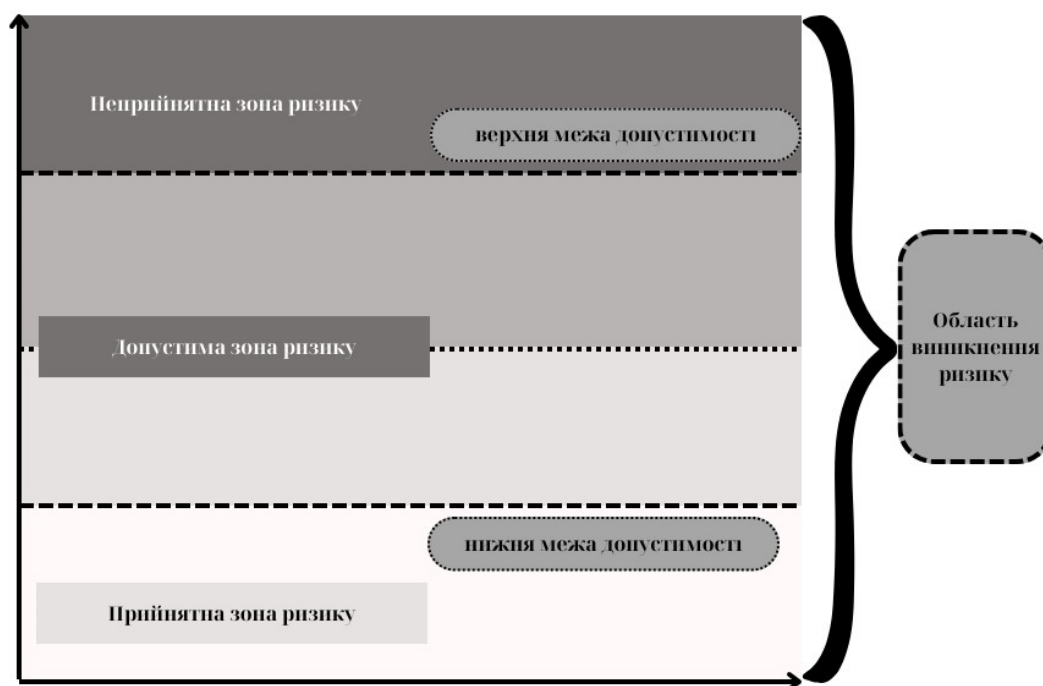 Неприйнятна зона ризику
верхня межа допустимості
Допустима зона ризику
Область
виникнення
ризику
нижня межа допустимості
Прийнятна зона ризику